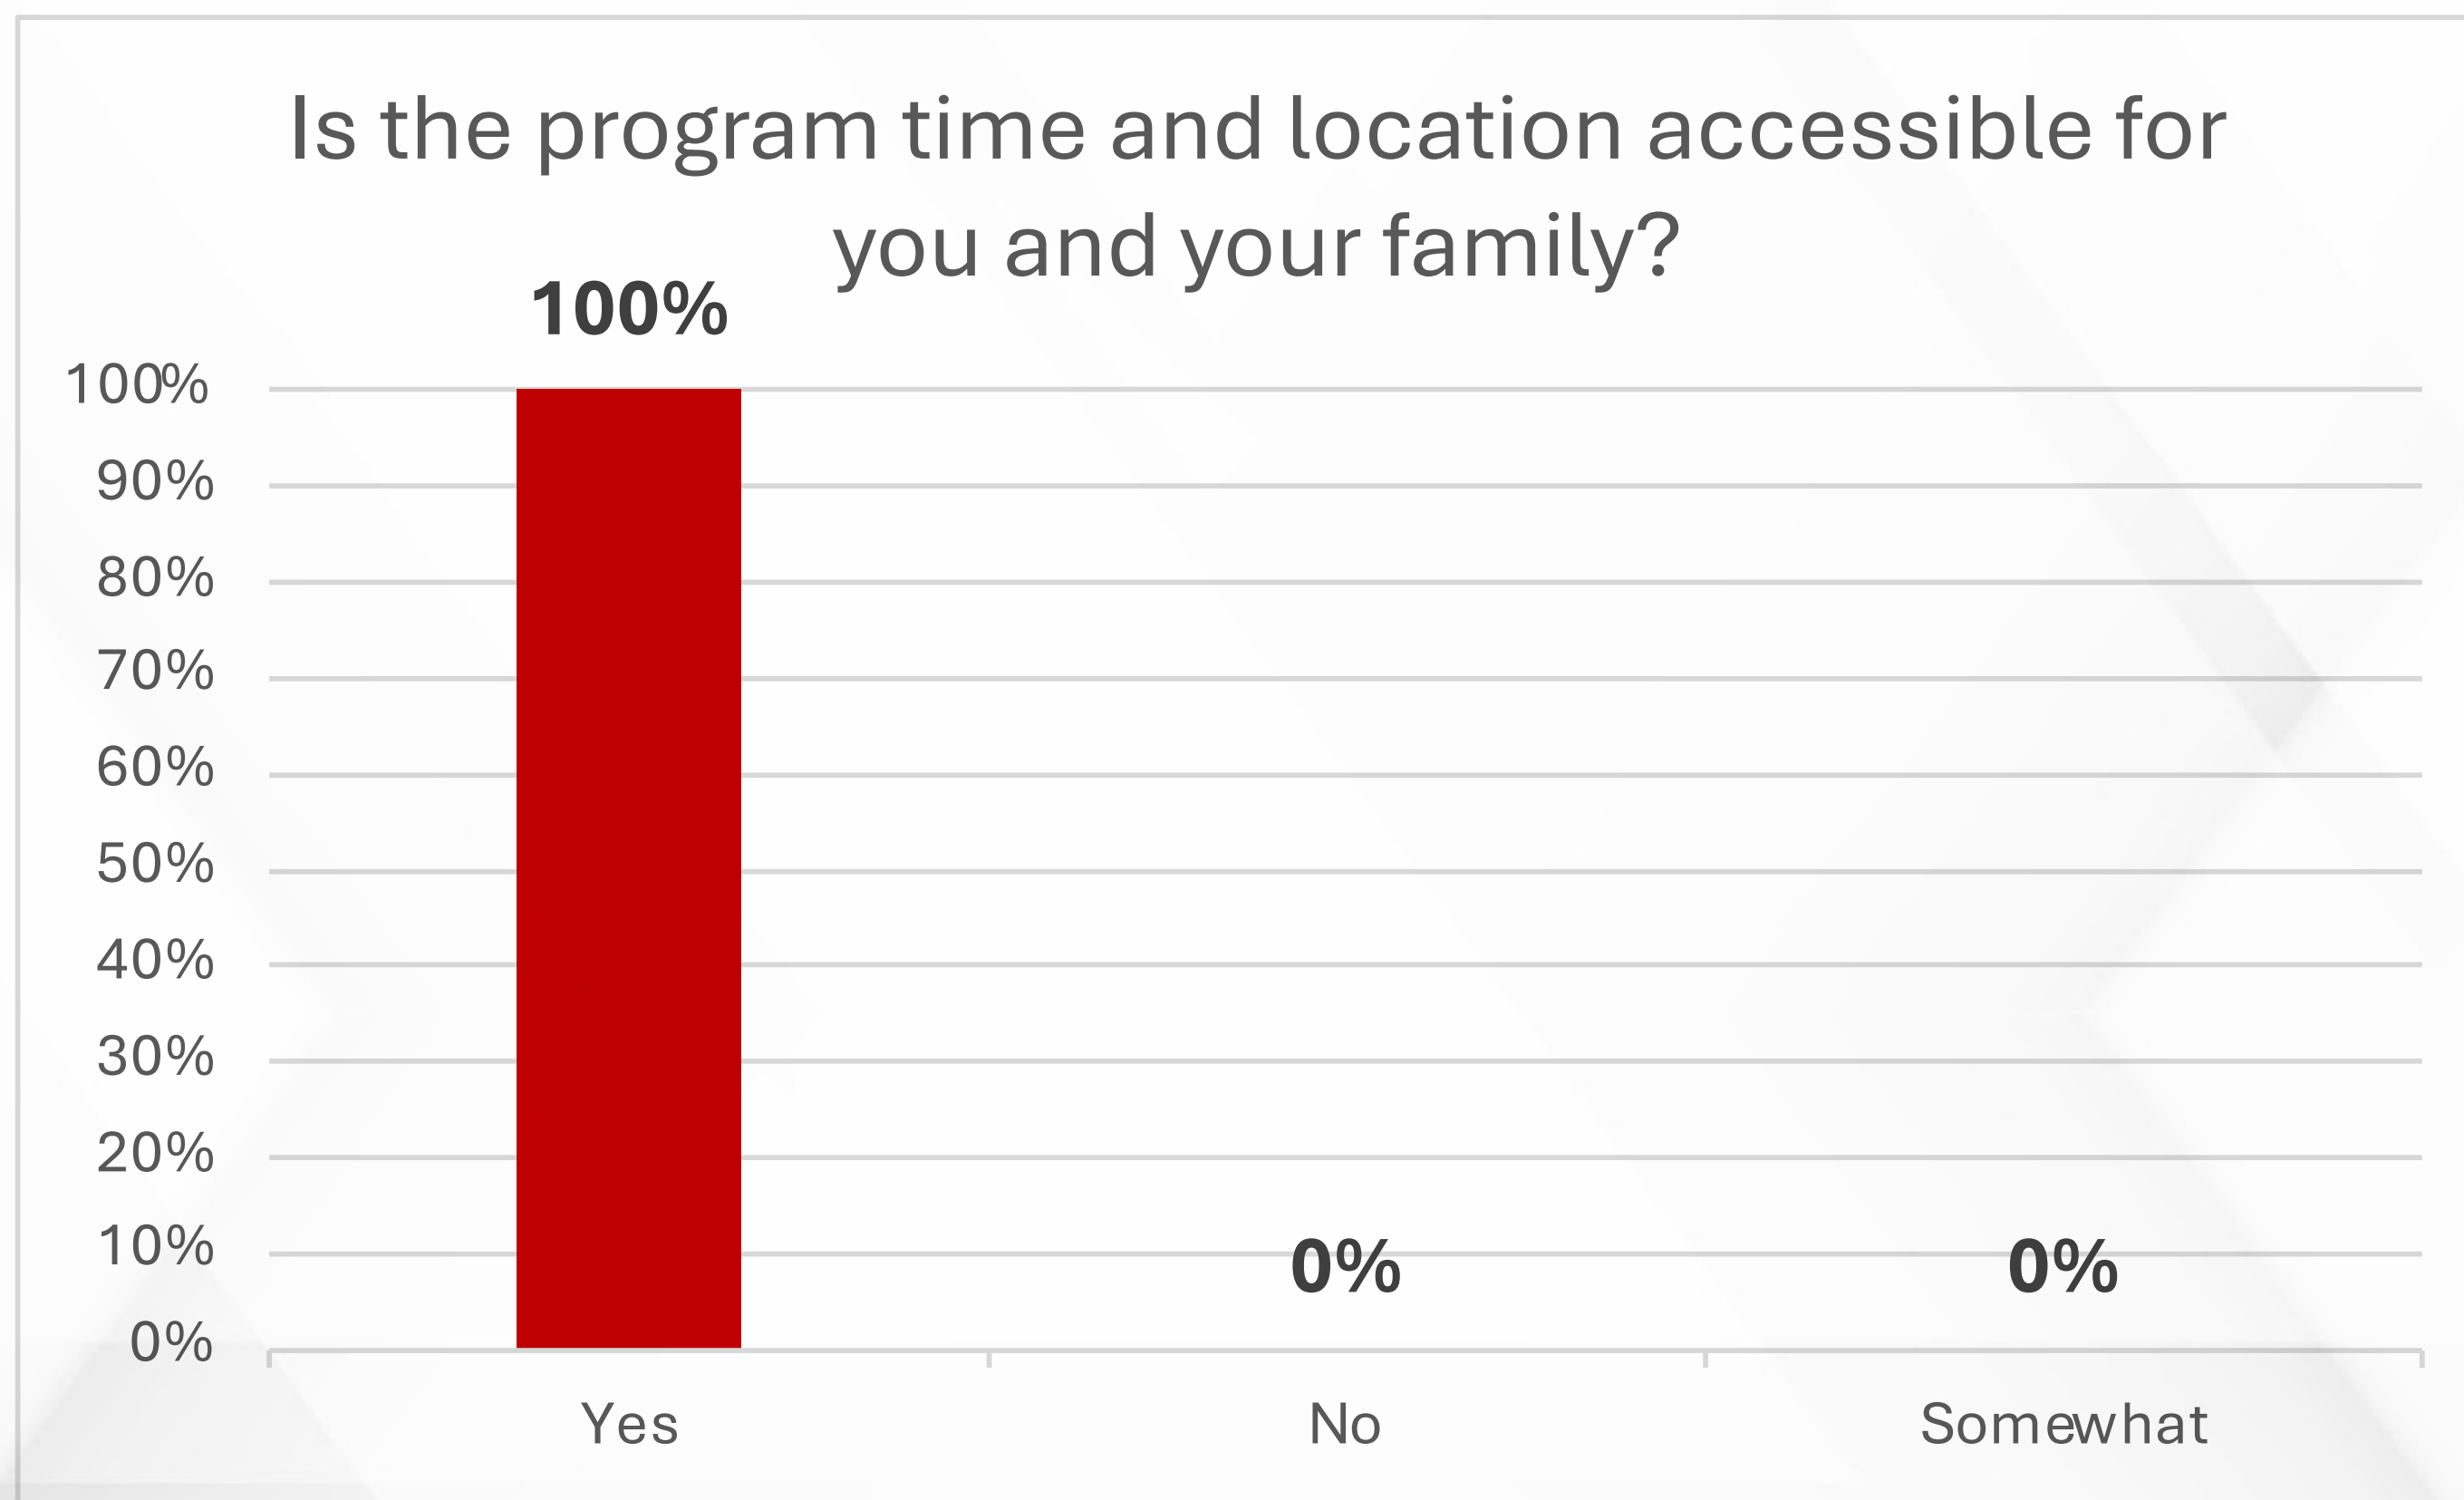 Is the program time and location accessible for
you and your family?
100%
100%
90%
80%
70%
60%
50%
40%
30%
20%
10%
0%
0%
0%
Yes
No
Somewhat